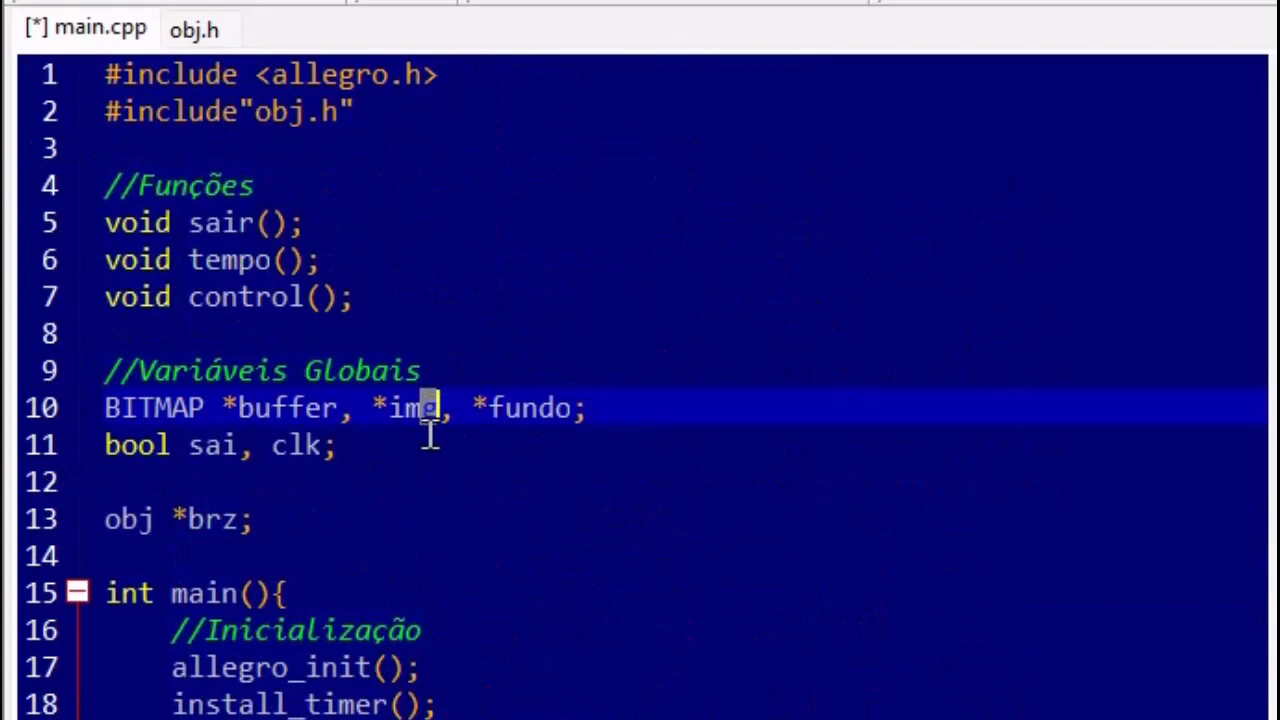 [*] main.cpp obj.h
1 #include <allegro.h>
2 #include"obj.h"
3
4 //Funções
5 void sair();
6 void tempo();
7 void control();
8
9 //Variáveis Globais
10 BITMAP *buffer, *img, *fundo;
11 bool sai, clk;
12
13 obj *brz;
14
15 int main(){
16 //Inicialização
17 allegro_init();
18 install_timer();